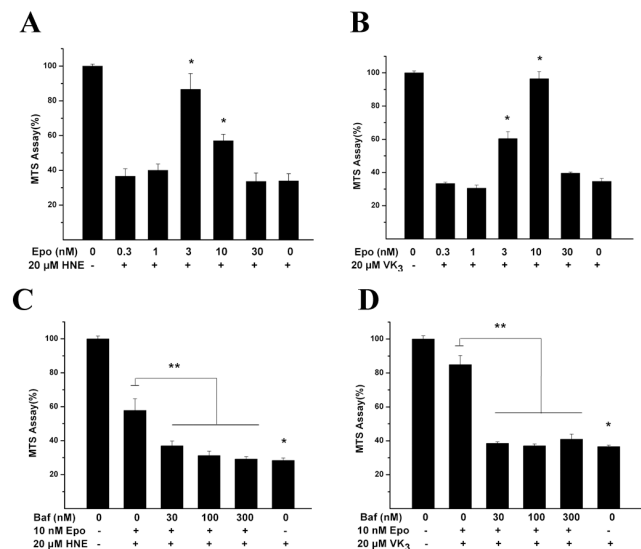 A
MTS Assay(%)
100
80
60
40
20
*
*
Epo (nM) 0 0.3 1 3 10 30 0
20 µM HNE - + + + + + +
B
MTS Assay(%)
100
80
60
40
20
*
*
Epo (nM) 0 0.3 1 3 10 30 0
20 µM VK3 - + + + + + +
C
MTS Assay(%)
100
80
60
40
20
**
*
Baf (nM) 0 0 30 100 300 0
10 nM Epo - + + + + -
20 µM HNE - + + + + +
D
MTS Assay(%)
100
80
60
40
20
**
*
Baf (nM) 0 0 30 100 300 0
10 nM Epo - + + + + -
20 µM VK3 - + + + + +